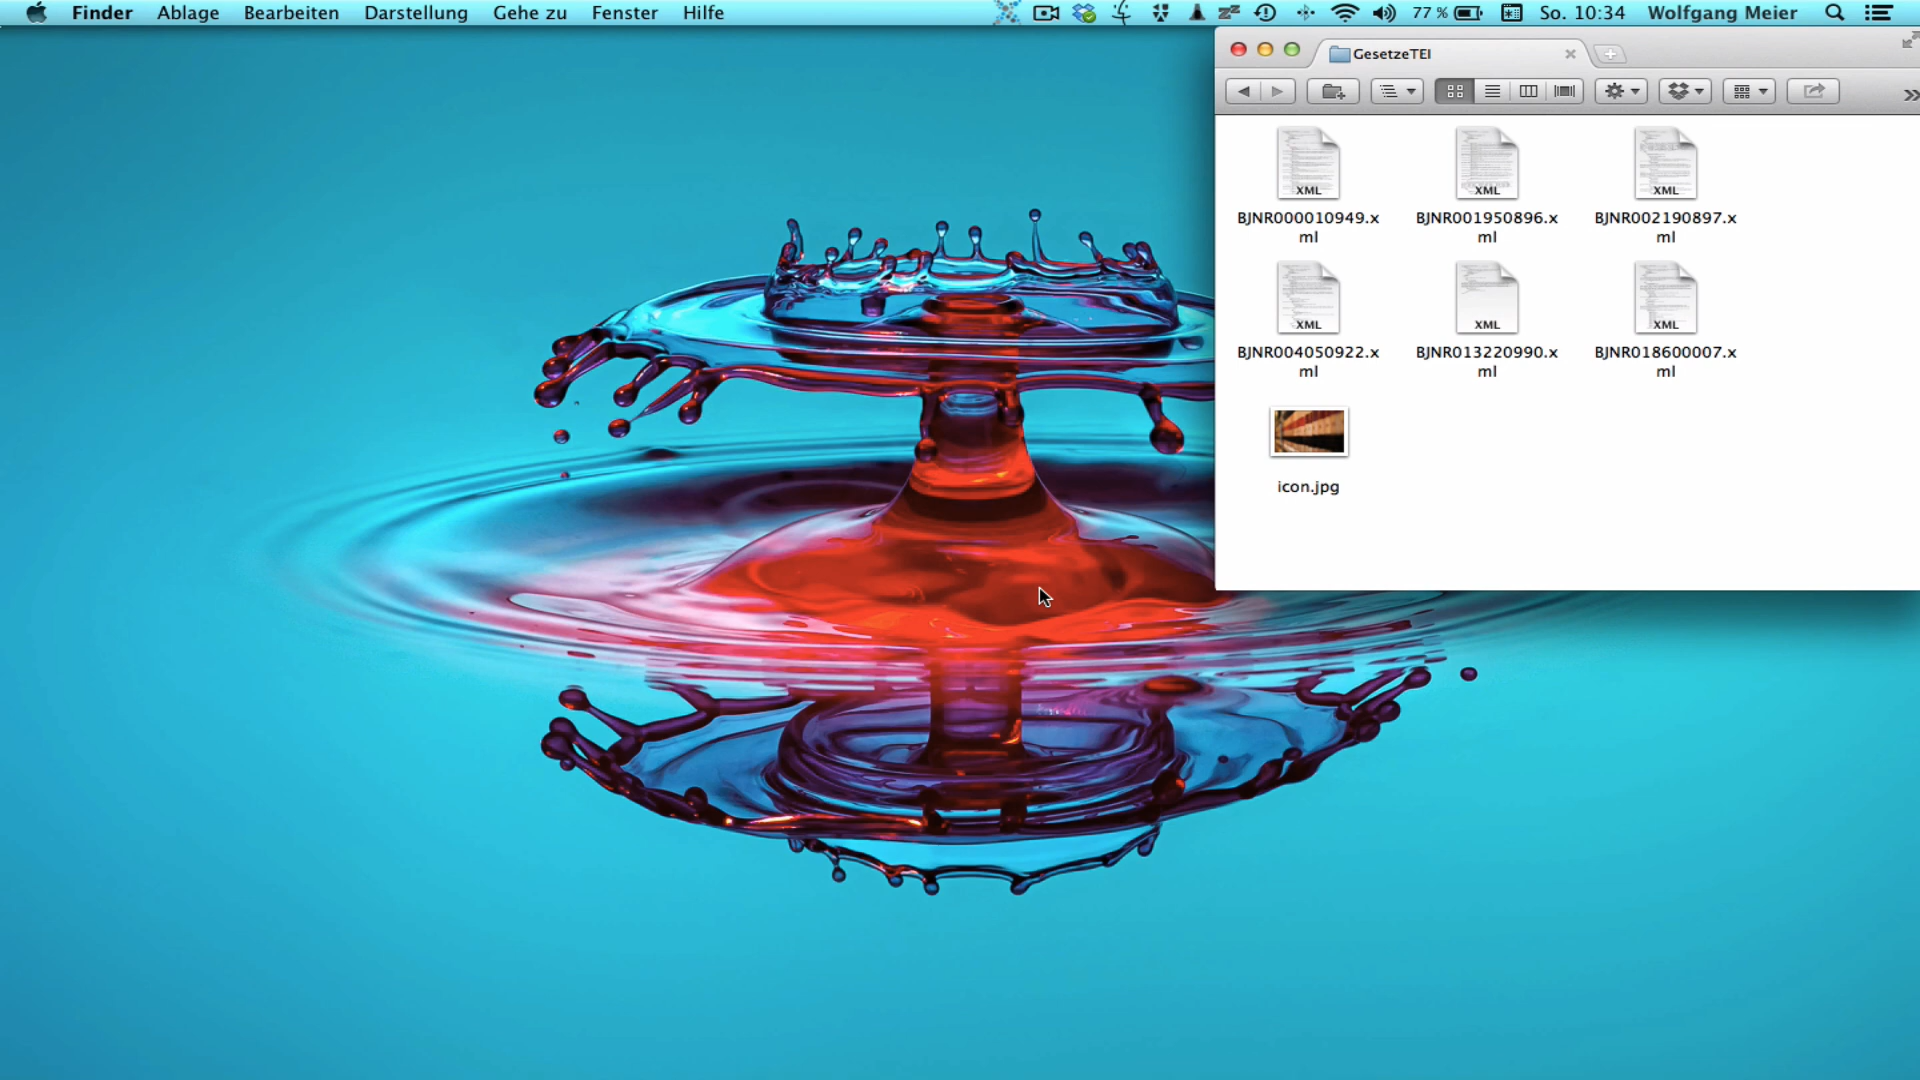 Finder Ablage Bearbeiten Darstellung Gehe zu Fenster Hilfe 77 % So. 10:34 Wolfgang Meier
GesetzeTEI
XML XML XML
BJNR000010949.x BJNR001950896.x BJNR002190897.x
ml ml ml
XML XML XML
BJNR004050922.x BJNR013220990.x BJNR018600007.x
ml ml ml
icon.jpg